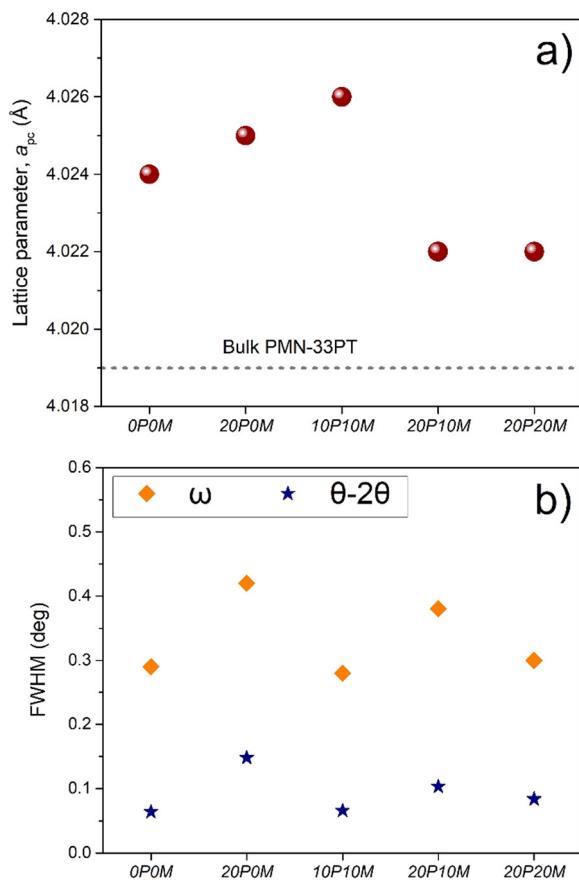 4.028
a)
4.026
4.024
4.022
4.020
4.018
Lattice parameter, a_pc (Å)
Bulk PMN-33PT
0P0M 20P0M 10P10M 20P10M 20P20M
0.6
ω θ-2θ
b)
0.5
0.4
0.3
0.2
0.1
0.0
FWHM (deg)
0P0M 20P0M 10P10M 20P10M 20P20M